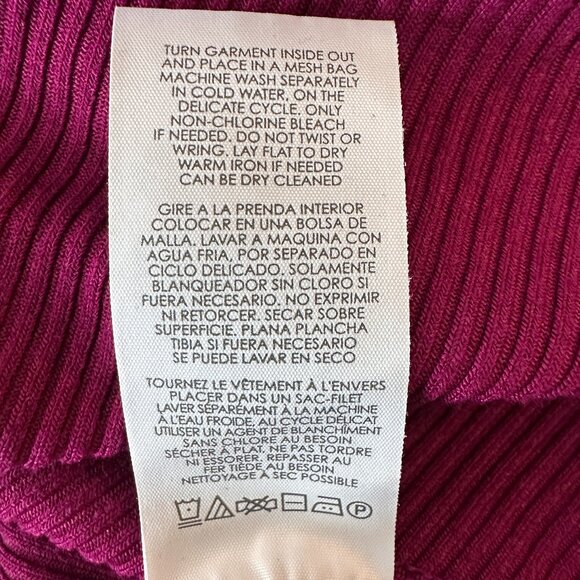 TURN GARMENT INSIDE OUT
AND PLACE IN A MESH BAG
MACHINE WASH SEPARATELY
IN COLD WATER, ON THE
DELICATE CYCLE. ONLY
NON-CHLORINE BLEACH
IF NEEDED. DO NOT TWIST OR
WRING. LAY FLAT TO DRY
WARM IRON IF NEEDED
CAN BE DRY CLEANED
GIRE A LA PRENDA INTERIOR
COLOCAR EN UNA BOLSA DE
MALLA. LAVAR A MAQUINA CON
AGUA FRIA, POR SEPARADO EN
CICLO DELICADO. SOLAMENTE
BLANQUEADOR SIN CLORO SI
FUERA NECESARIO. NO EXPRIMIR
NI RETORCER. SECAR SOBRE
SUPERFICIE. PLANA PLANCHA
TIBIA SI FUERA NECESARIO
SE PUEDE LAVAR EN SECO
TOURNEZ LE VÊTEMENT À L'ENVERS
PLACER DANS UN SAC-FILET
LAVER SÉPARÉMENT À LA MACHINE
À L'EAU FROIDE, AU CYCLE DÉLICAT
UTILISER UN AGENT DE BLANCHIMENT
SANS CHLORE AU BESOIN
SÉCHER À PLAT. NE PAS TORDRE
NI ESSORER. REPASSER AU
FER TIÈDE AU BESOIN
NETTOYAGE À SEC POSSIBLE
P